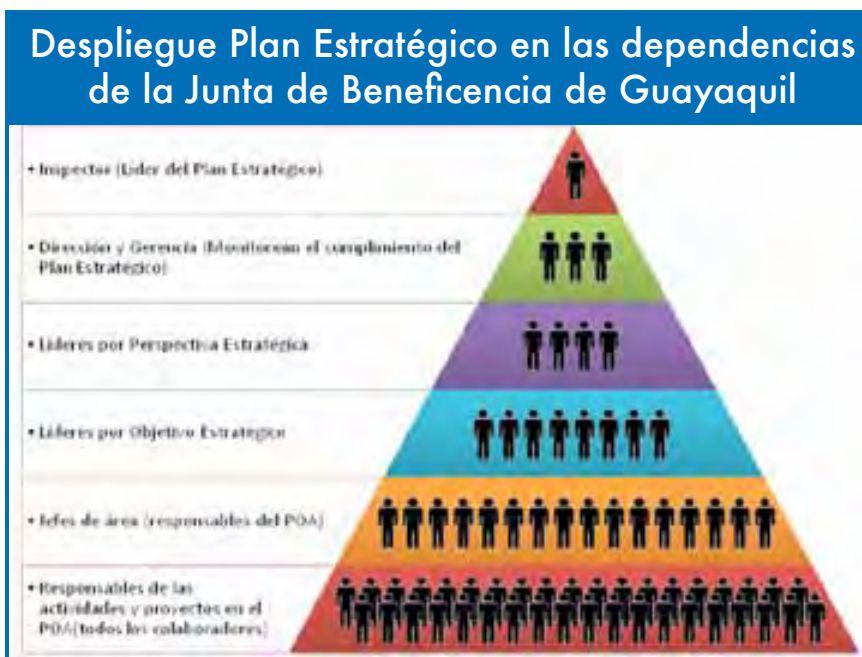 Despliegue Plan Estratégico en las dependencias
de la Junta de Beneficencia de Guayaquil
• Inspector (Líder del Plan Estratégico)
• Dirección y Gerencia (Monitorean el cumplimiento del
Plan Estratégico)
• Líderes por Perspectiva Estratégica
• Líderes por Objetivo Estratégico
• Jefes de área (responsables del POA)
• Responsables de las
actividades y proyectos en el
POA(todos los colaboradores)